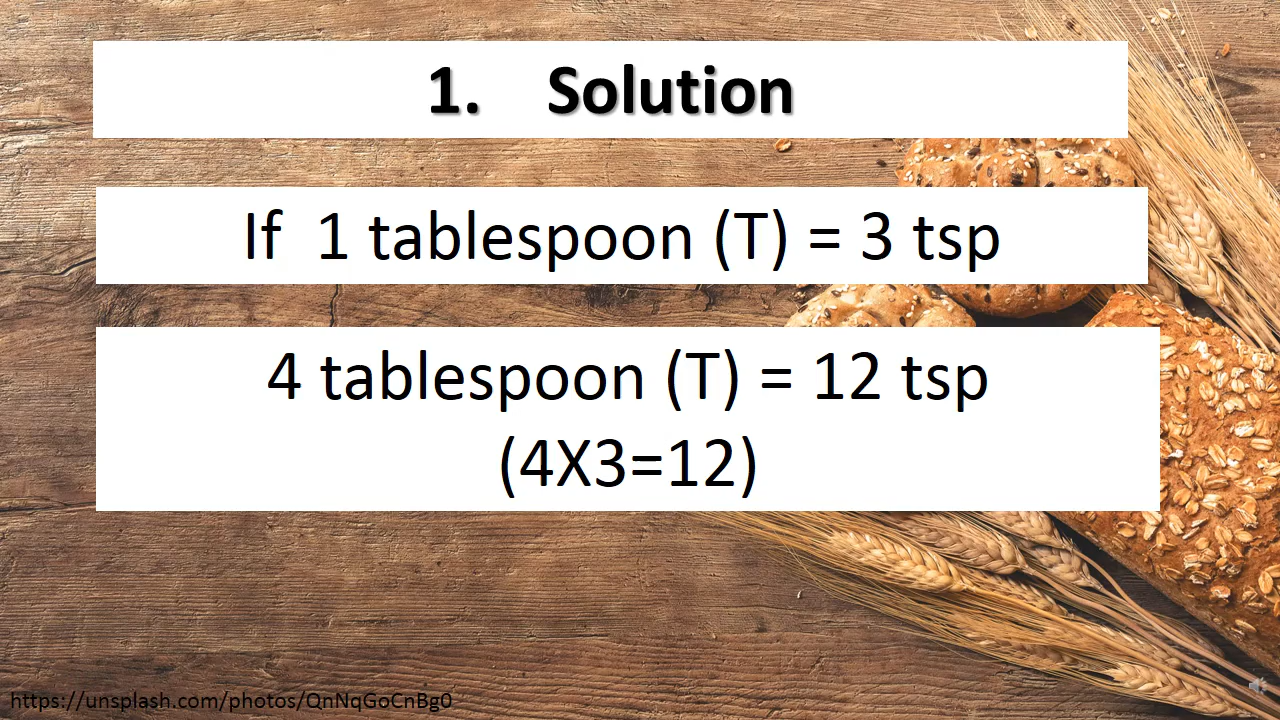 1. Solution
If 1 tablespoon (T) = 3 tsp
4 tablespoon (T) = 12 tsp
(4X3=12)
https://unsplash.com/photos/QnNqGoCnBg0